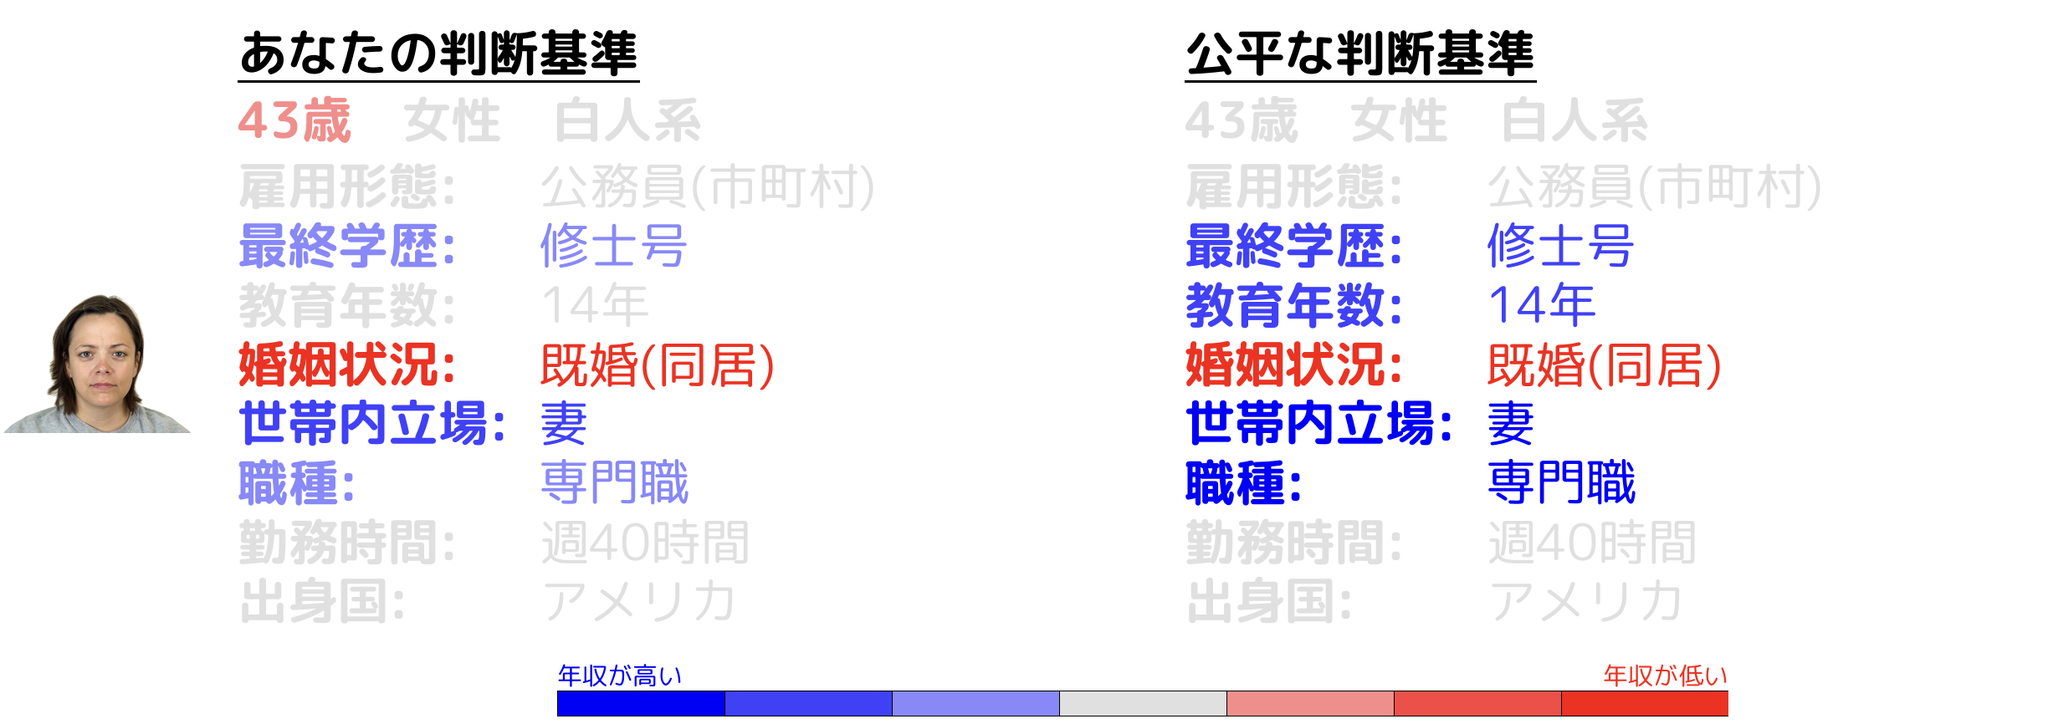 あなたの判断基準
43歳 女性 白人系
雇用形態: 公務員(市町村)
最終学歴: 修士号
教育年数: 14年
婚姻状況: 既婚(同居)
世帯内立場: 妻
職種: 専門職
勤務時間: 週40時間
出身国: アメリカ
公平な判断基準
43歳 女性 白人系
雇用形態: 公務員(市町村)
最終学歴: 修士号
教育年数: 14年
婚姻状況: 既婚(同居)
世帯内立場: 妻
職種: 専門職
勤務時間: 週40時間
出身国: アメリカ
年収が高い
年収が低い